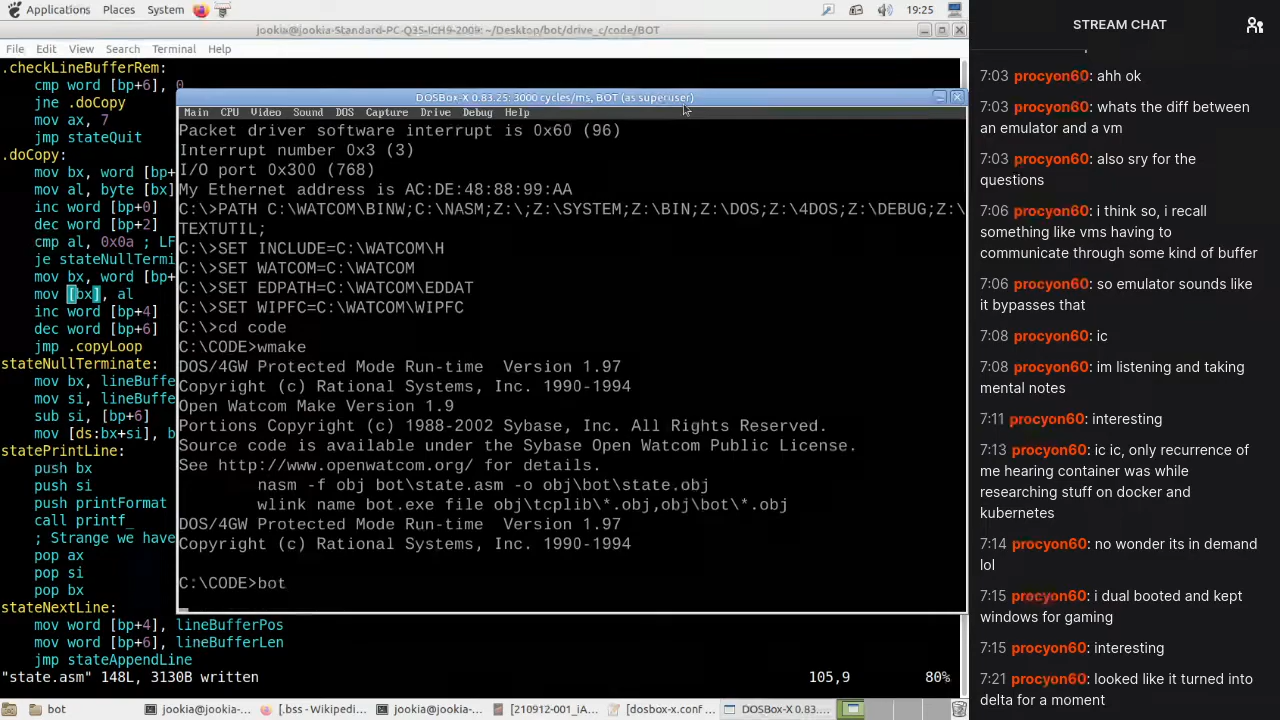 Applications Places System 19:25
jookia@jookia-Standard-PC-Q35-ICH9-2009: ~/Desktop/bot/drive_c/code/BOT
File Edit View Search Terminal Help
.checkLineBufferRem:
cmp word [bp+6], 0
jne .doCopy
mov ax, 7
jmp stateQuit
.doCopy:
mov bx, word [bp+
mov al, byte [bx]
inc word [bp+0]
dec word [bp+2]
cmp al, 0x0a ; LF
je stateNullTermi
mov bx, word [bp+
mov [bx], al
inc word [bp+4]
dec word [bp+6]
jmp .copyLoop
stateNullTerminate:
mov bx, lineBuffe
mov si, lineBuffe
sub si, [bp+6]
mov [ds:bx+si], b
statePrintLine:
push bx
push si
push printFormat
call printf_
; Strange we have
pop ax
pop si
pop bx
stateNextLine:
mov word [bp+4], lineBufferPos
mov word [bp+6], lineBufferLen
jmp stateAppendLine
"state.asm" 148L, 3130B written 105,9 80%
DOSBox-X 0.83.25: 3000 cycles/ms, BOT (as superuser)
Main CPU Video Sound DOS Capture Drive Debug Help
Packet driver software interrupt is 0x60 (96)
Interrupt number 0x3 (3)
I/O port 0x300 (768)
My Ethernet address is AC:DE:48:88:99:AA
C:\>PATH C:\WATCOM\BINW;C:\NASM;Z:\;Z:\SYSTEM;Z:\BIN;Z:\DOS;Z:\4DOS;Z:\DEBUG;Z:\
TEXTUTIL;
C:\>SET INCLUDE=C:\WATCOM\H
C:\>SET WATCOM=C:\WATCOM
C:\>SET EDPATH=C:\WATCOM\EDDAT
C:\>SET WIPFC=C:\WATCOM\WIPFC
C:\>cd code
C:\CODE>wmake
DOS/4GW Protected Mode Run-time Version 1.97
Copyright (c) Rational Systems, Inc. 1990-1994
Open Watcom Make Version 1.9
Portions Copyright (c) 1988-2002 Sybase, Inc. All Rights Reserved.
Source code is available under the Sybase Open Watcom Public License.
See http://www.openwatcom.org/ for details.
nasm -f obj bot\state.asm -o obj\bot\state.obj
wlink name bot.exe file obj\tcplib\*.obj,obj\bot\*.obj
DOS/4GW Protected Mode Run-time Version 1.97
Copyright (c) Rational Systems, Inc. 1990-1994
C:\CODE>bot
bot jookia@jookia-... [.bss - Wikipedi... jookia@jookia-... [210912-001_iA... [dosbox-x.conf ... DOSBox-X 0.83....
STREAM CHAT
7:03 procyon60: ahh ok
7:03 procyon60: whats the diff between
an emulator and a vm
7:03 procyon60: also sry for the
questions
7:06 procyon60: i think so, i recall
something like vms having to
communicate through some kind of buffer
7:06 procyon60: so emulator sounds like
it bypasses that
7:08 procyon60: ic
7:08 procyon60: im listening and taking
mental notes
7:11 procyon60: interesting
7:13 procyon60: ic ic, only recurrence of
me hearing container was while
researching stuff on docker and
kubernetes
7:14 procyon60: no wonder its in demand
lol
7:15 procyon60: i dual booted and kept
windows for gaming
7:15 procyon60: interesting
7:21 procyon60: looked like it turned into
delta for a moment